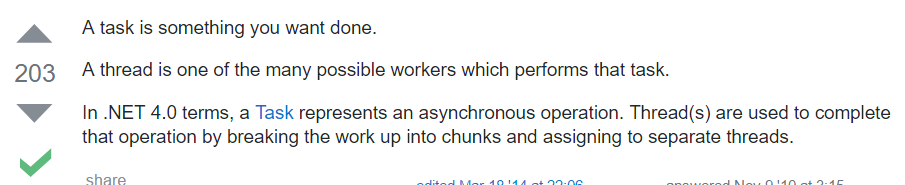 A task is something you want done.
203
A thread is one of the many possible workers which performs that task.
In .NET 4.0 terms, a Task represents an asynchronous operation. Thread(s) are used to complete
that operation by breaking the work up into chunks and assigning to separate threads.
share
edited Mar 18 '14 at 22:06
answered Nov 9 '10 at 3:15